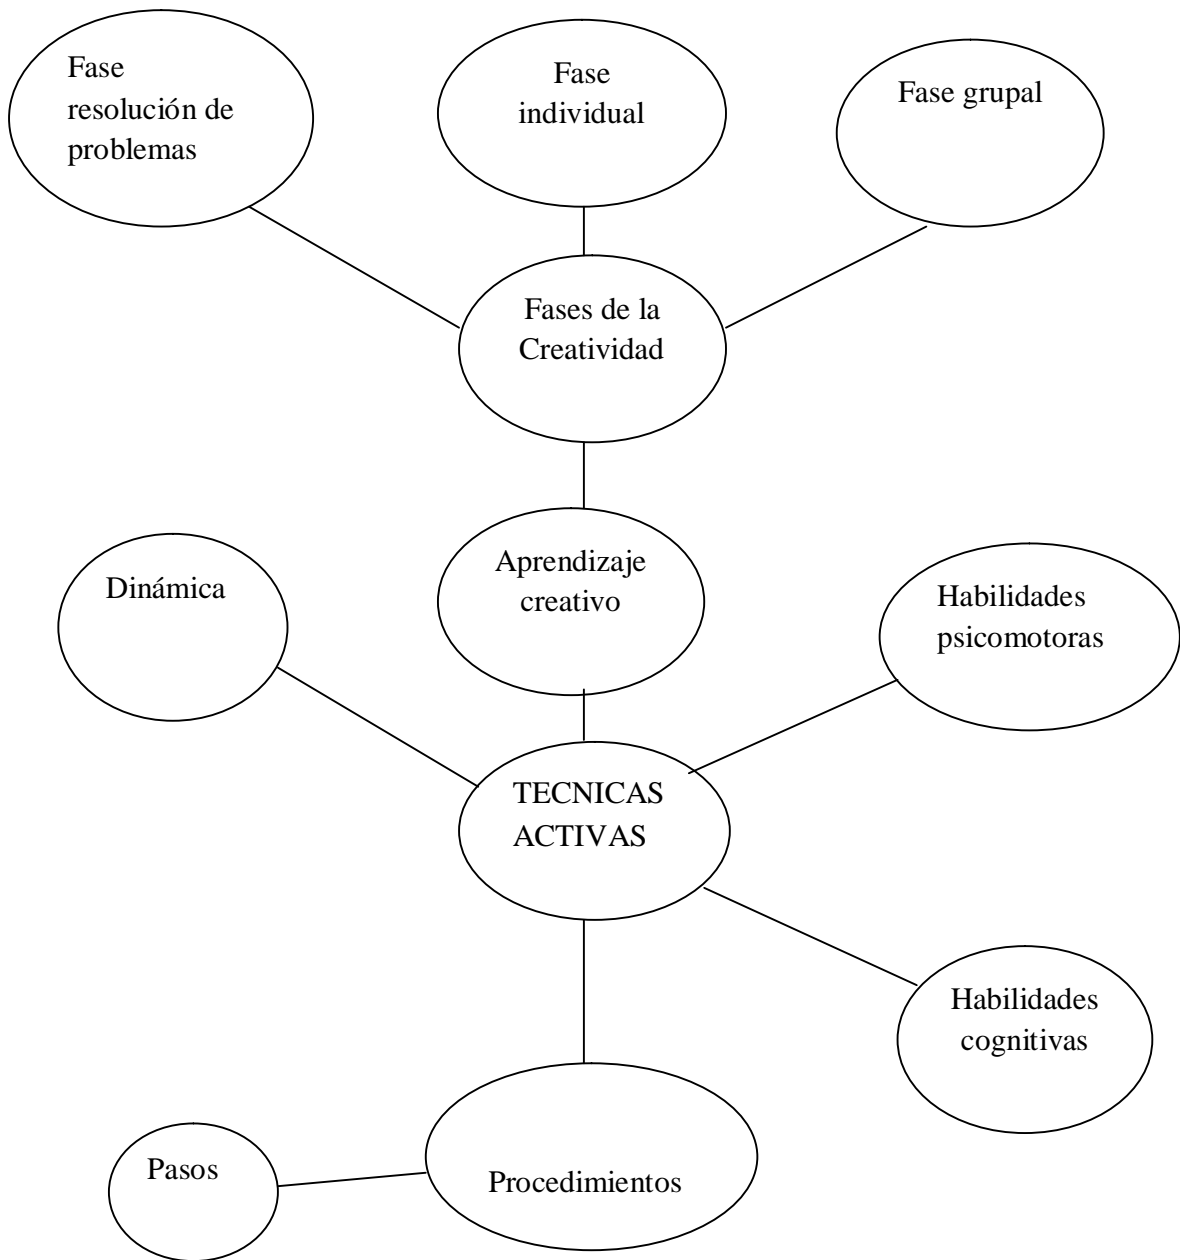 Fase
resolución de
problemas
Fase
individual
Fase grupal
Fases de la
Creatividad
Aprendizaje
creativo
Dinámica
Habilidades
psicomotoras
TECNICAS
ACTIVAS
Habilidades
cognitivas
Pasos
Procedimientos